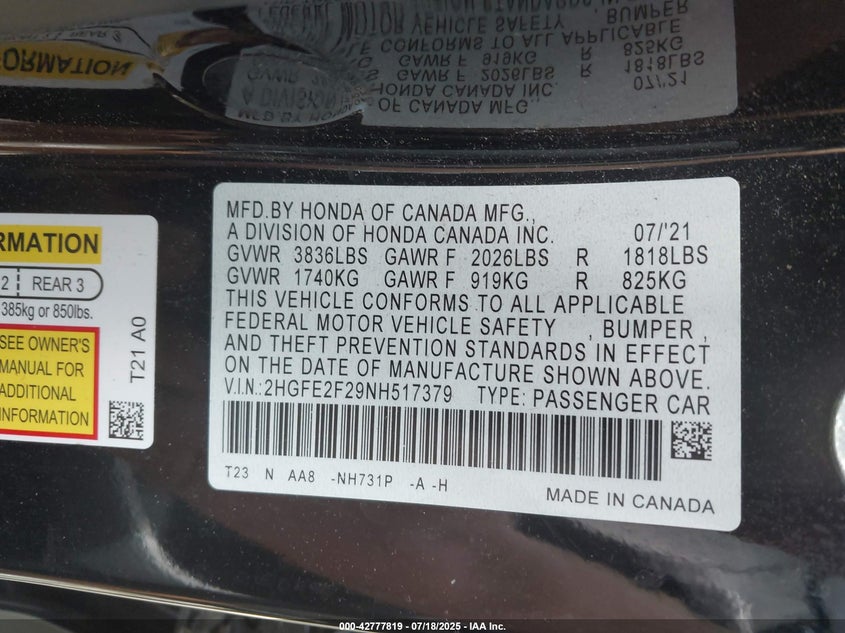 RMATION
2 REAR 3
385kg or 850lbs.
SEE OWNER'S
MANUAL FOR
ADDITIONAL
INFORMATION
T21 A0
MFD.BY HONDA OF CANADA MFG.,
A DIVISION OF HONDA CANADA INC. 07/'21
GVWR 3836LBS GAWR F 2026LBS R 1818LBS
GVWR 1740KG GAWR F 919KG R 825KG
THIS VEHICLE CONFORMS TO ALL APPLICABLE
FEDERAL MOTOR VEHICLE SAFETY , BUMPER ,
AND THEFT PREVENTION STANDARDS IN EFFECT
ON THE DATE OF MANUFACTURE SHOWN ABOVE.
V.I.N.:2HGFE2F29NH517379 TYPE: PASSENGER CAR
T23 N AA8 -NH731P -A -H
MADE IN CANADA
000-42777819 - 07/18/2025 - IAA Inc.